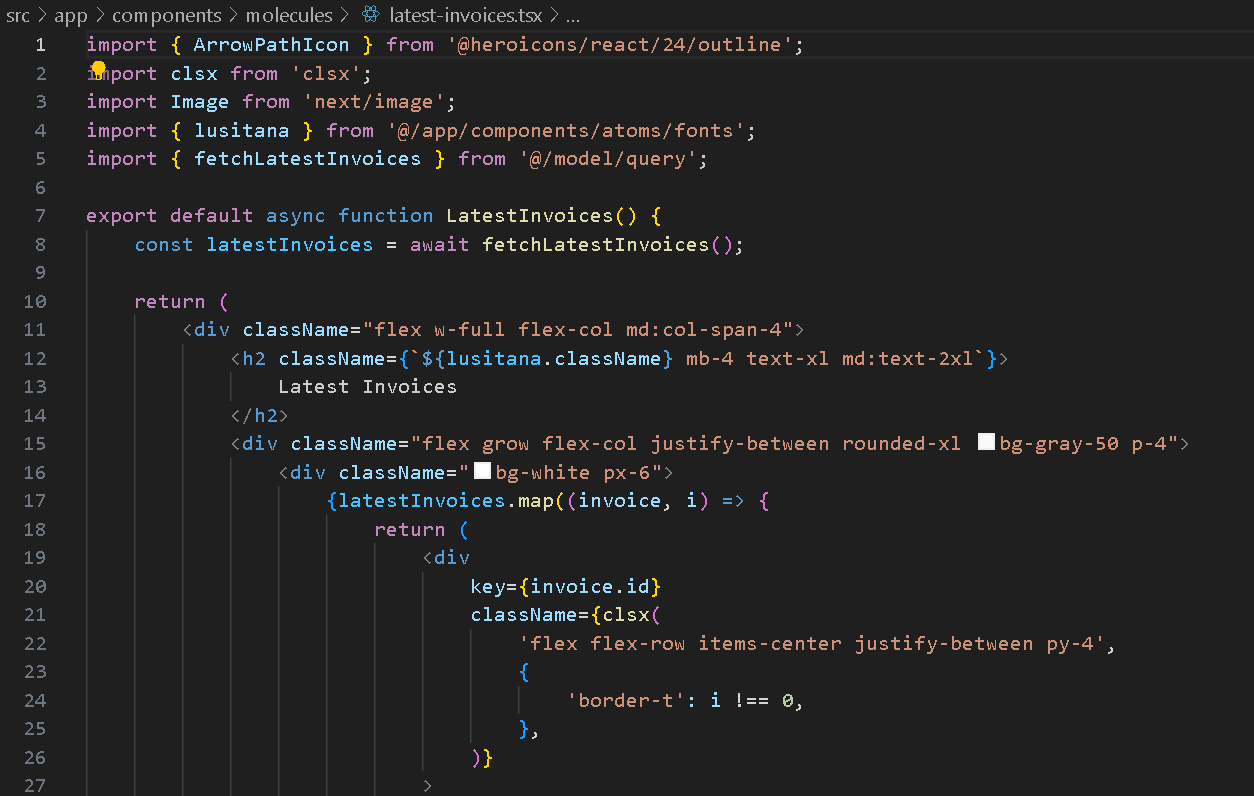 src > app > components > molecules > latest-invoices.tsx > ...
1 import { ArrowPathIcon } from '@heroicons/react/24/outline';
2 import clsx from 'clsx';
3 import Image from 'next/image';
4 import { lusitana } from '@/app/components/atoms/fonts';
5 import { fetchLatestInvoices } from '@/model/query';
6
7 export default async function LatestInvoices() {
8     const latestInvoices = await fetchLatestInvoices();
9
10     return (
11         <div className="flex w-full flex-col md:col-span-4">
12             <h2 className={`${lusitana.className} mb-4 text-xl md:text-2xl`}>
13                 Latest Invoices
14             </h2>
15             <div className="flex grow flex-col justify-between rounded-xl bg-gray-50 p-4">
16                 <div className="bg-white px-6">
17                     {latestInvoices.map((invoice, i) => {
18                         return (
19                             <div
20                                 key={invoice.id}
21                                 className={clsx(
22                                     'flex flex-row items-center justify-between py-4',
23                                     {
24                                         'border-t': i !== 0,
25                                     },
26                                 )}
27                             >